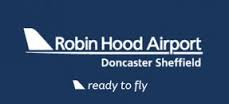 Robin Hood Airport
Doncaster Sheffield
ready to fly